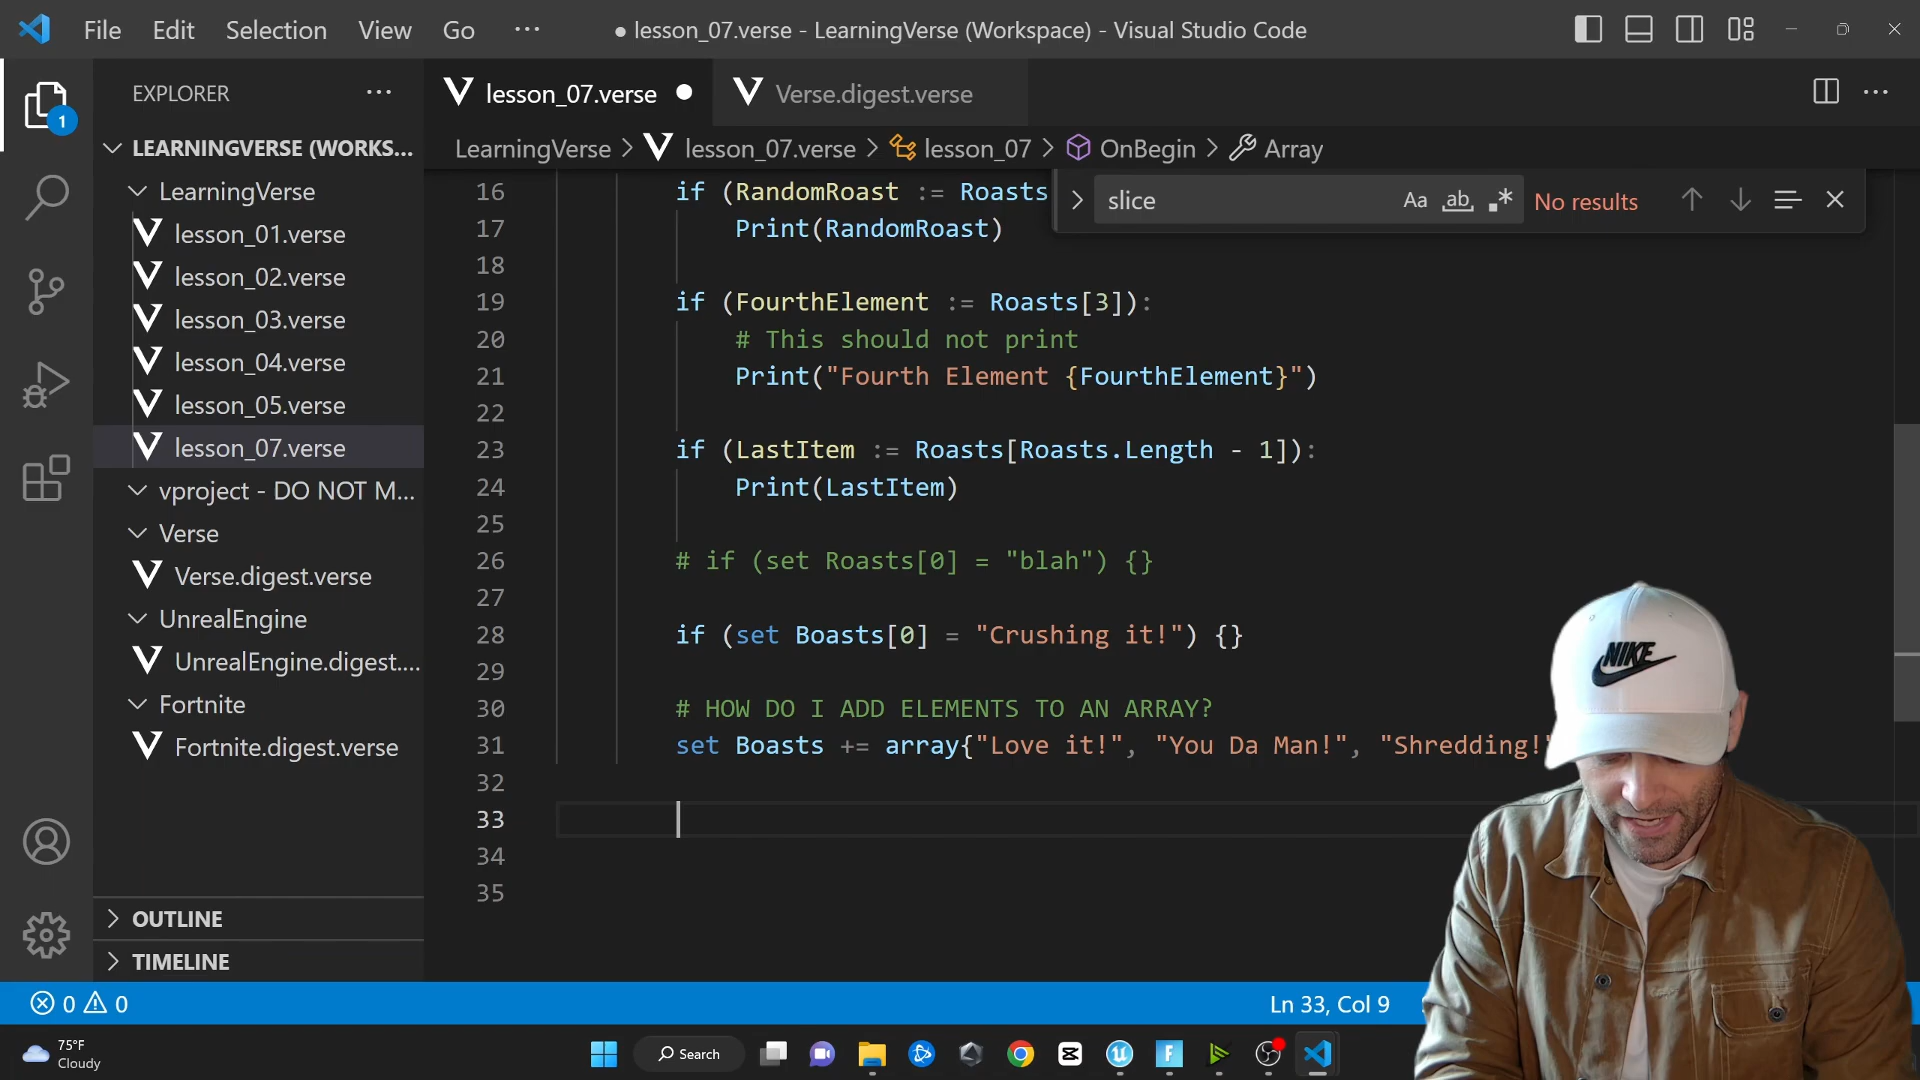 File Edit Selection View Go ··· ● lesson_07.verse - LearningVerse (Workspace) - Visual Studio Code
EXPLORER ···
1
LEARNINGVERSE (WORKS...
LearningVerse
lesson_01.verse
lesson_02.verse
lesson_03.verse
lesson_04.verse
lesson_05.verse
lesson_07.verse
vproject - DO NOT M...
Verse
Verse.digest.verse
UnrealEngine
UnrealEngine.digest....
Fortnite
Fortnite.digest.verse
OUTLINE
TIMELINE
lesson_07.verse ● Verse.digest.verse
LearningVerse > lesson_07.verse > lesson_07 > OnBegin > Array
slice Aa ab .* No results
16 if (RandomRoast := Roasts
17 Print(RandomRoast)
18
19 if (FourthElement := Roasts[3]):
20 # This should not print
21 Print("Fourth Element {FourthElement}")
22
23 if (LastItem := Roasts[Roasts.Length - 1]):
24 Print(LastItem)
25
26 # if (set Roasts[0] = "blah") {}
27
28 if (set Boasts[0] = "Crushing it!") {}
29
30 # HOW DO I ADD ELEMENTS TO AN ARRAY?
31 set Boasts += array{"Love it!", "You Da Man!", "Shredding!"
32
33
34
35
NIKE
0 0 Ln 33, Col 9
75°F
Cloudy
Search